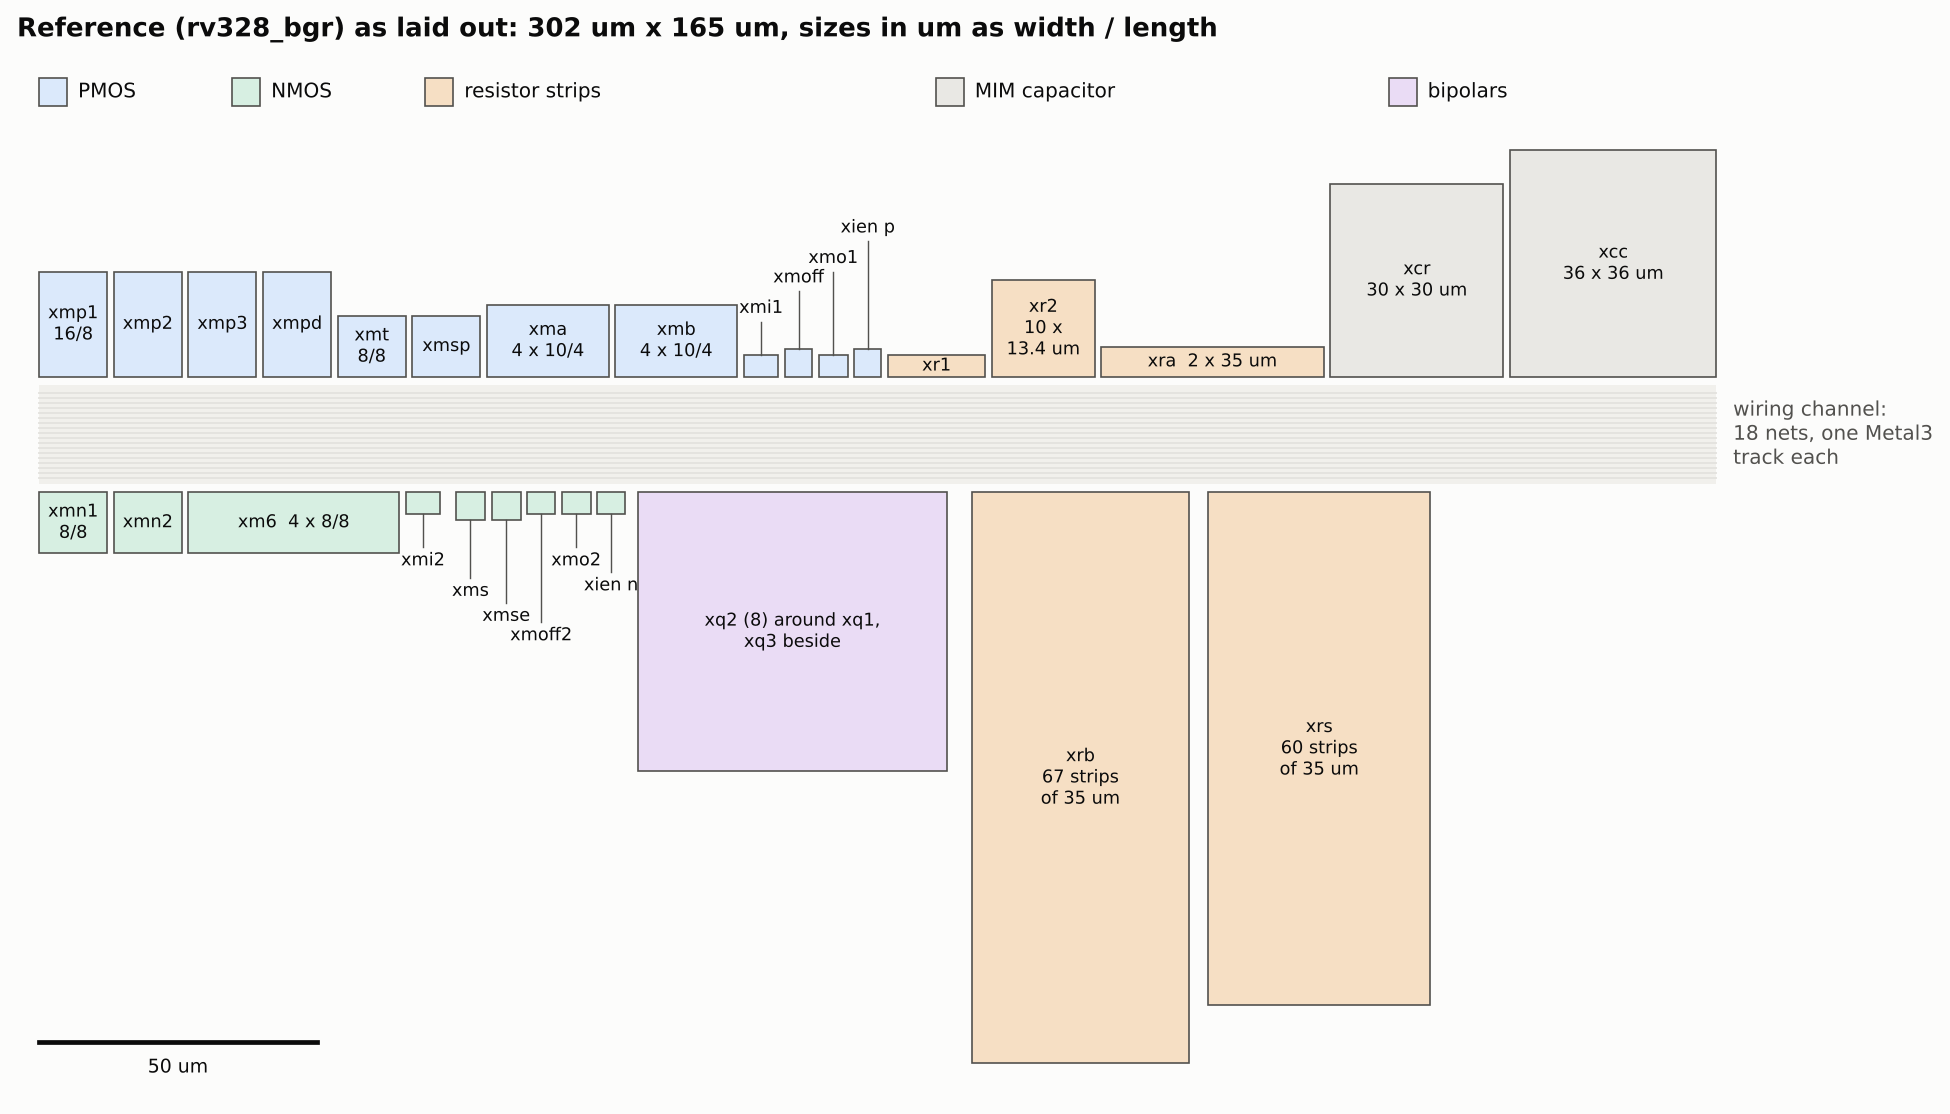 Reference (rv328_bgr) as laid out: 302 um x 165 um, sizes in um as width / length
PMOS
NMOS
resistor strips
MIM capacitor
bipolars
xmp1
16/8
xmp2
xmp3
xmpd
xmt
8/8
xmsp
xma
4 x 10/4
xmb
4 x 10/4
xmi1
xmoff
xmo1
xien p
xr1
xr2
10 x
13.4 um
xra  2 x 35 um
xcr
30 x 30 um
xcc
36 x 36 um
wiring channel:
18 nets, one Metal3
track each
xmn1
8/8
xmn2
xm6  4 x 8/8
xmi2
xms
xmse
xmoff2
xmo2
xien n
xq2 (8) around xq1,
xq3 beside
xrb
67 strips
of 35 um
xrs
60 strips
of 35 um
50 um